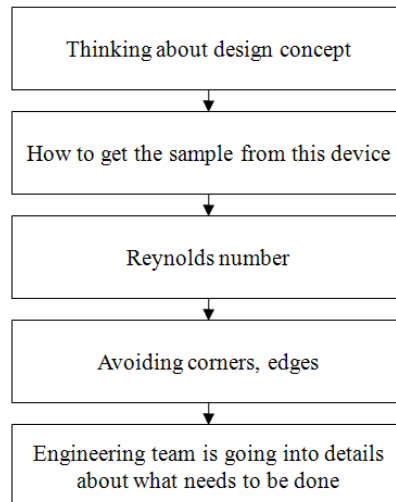 Thinking about design concept
How to get the sample from this device
Reynolds number
Avoiding corners, edges
Engineering team is going into details
about what needs to be done